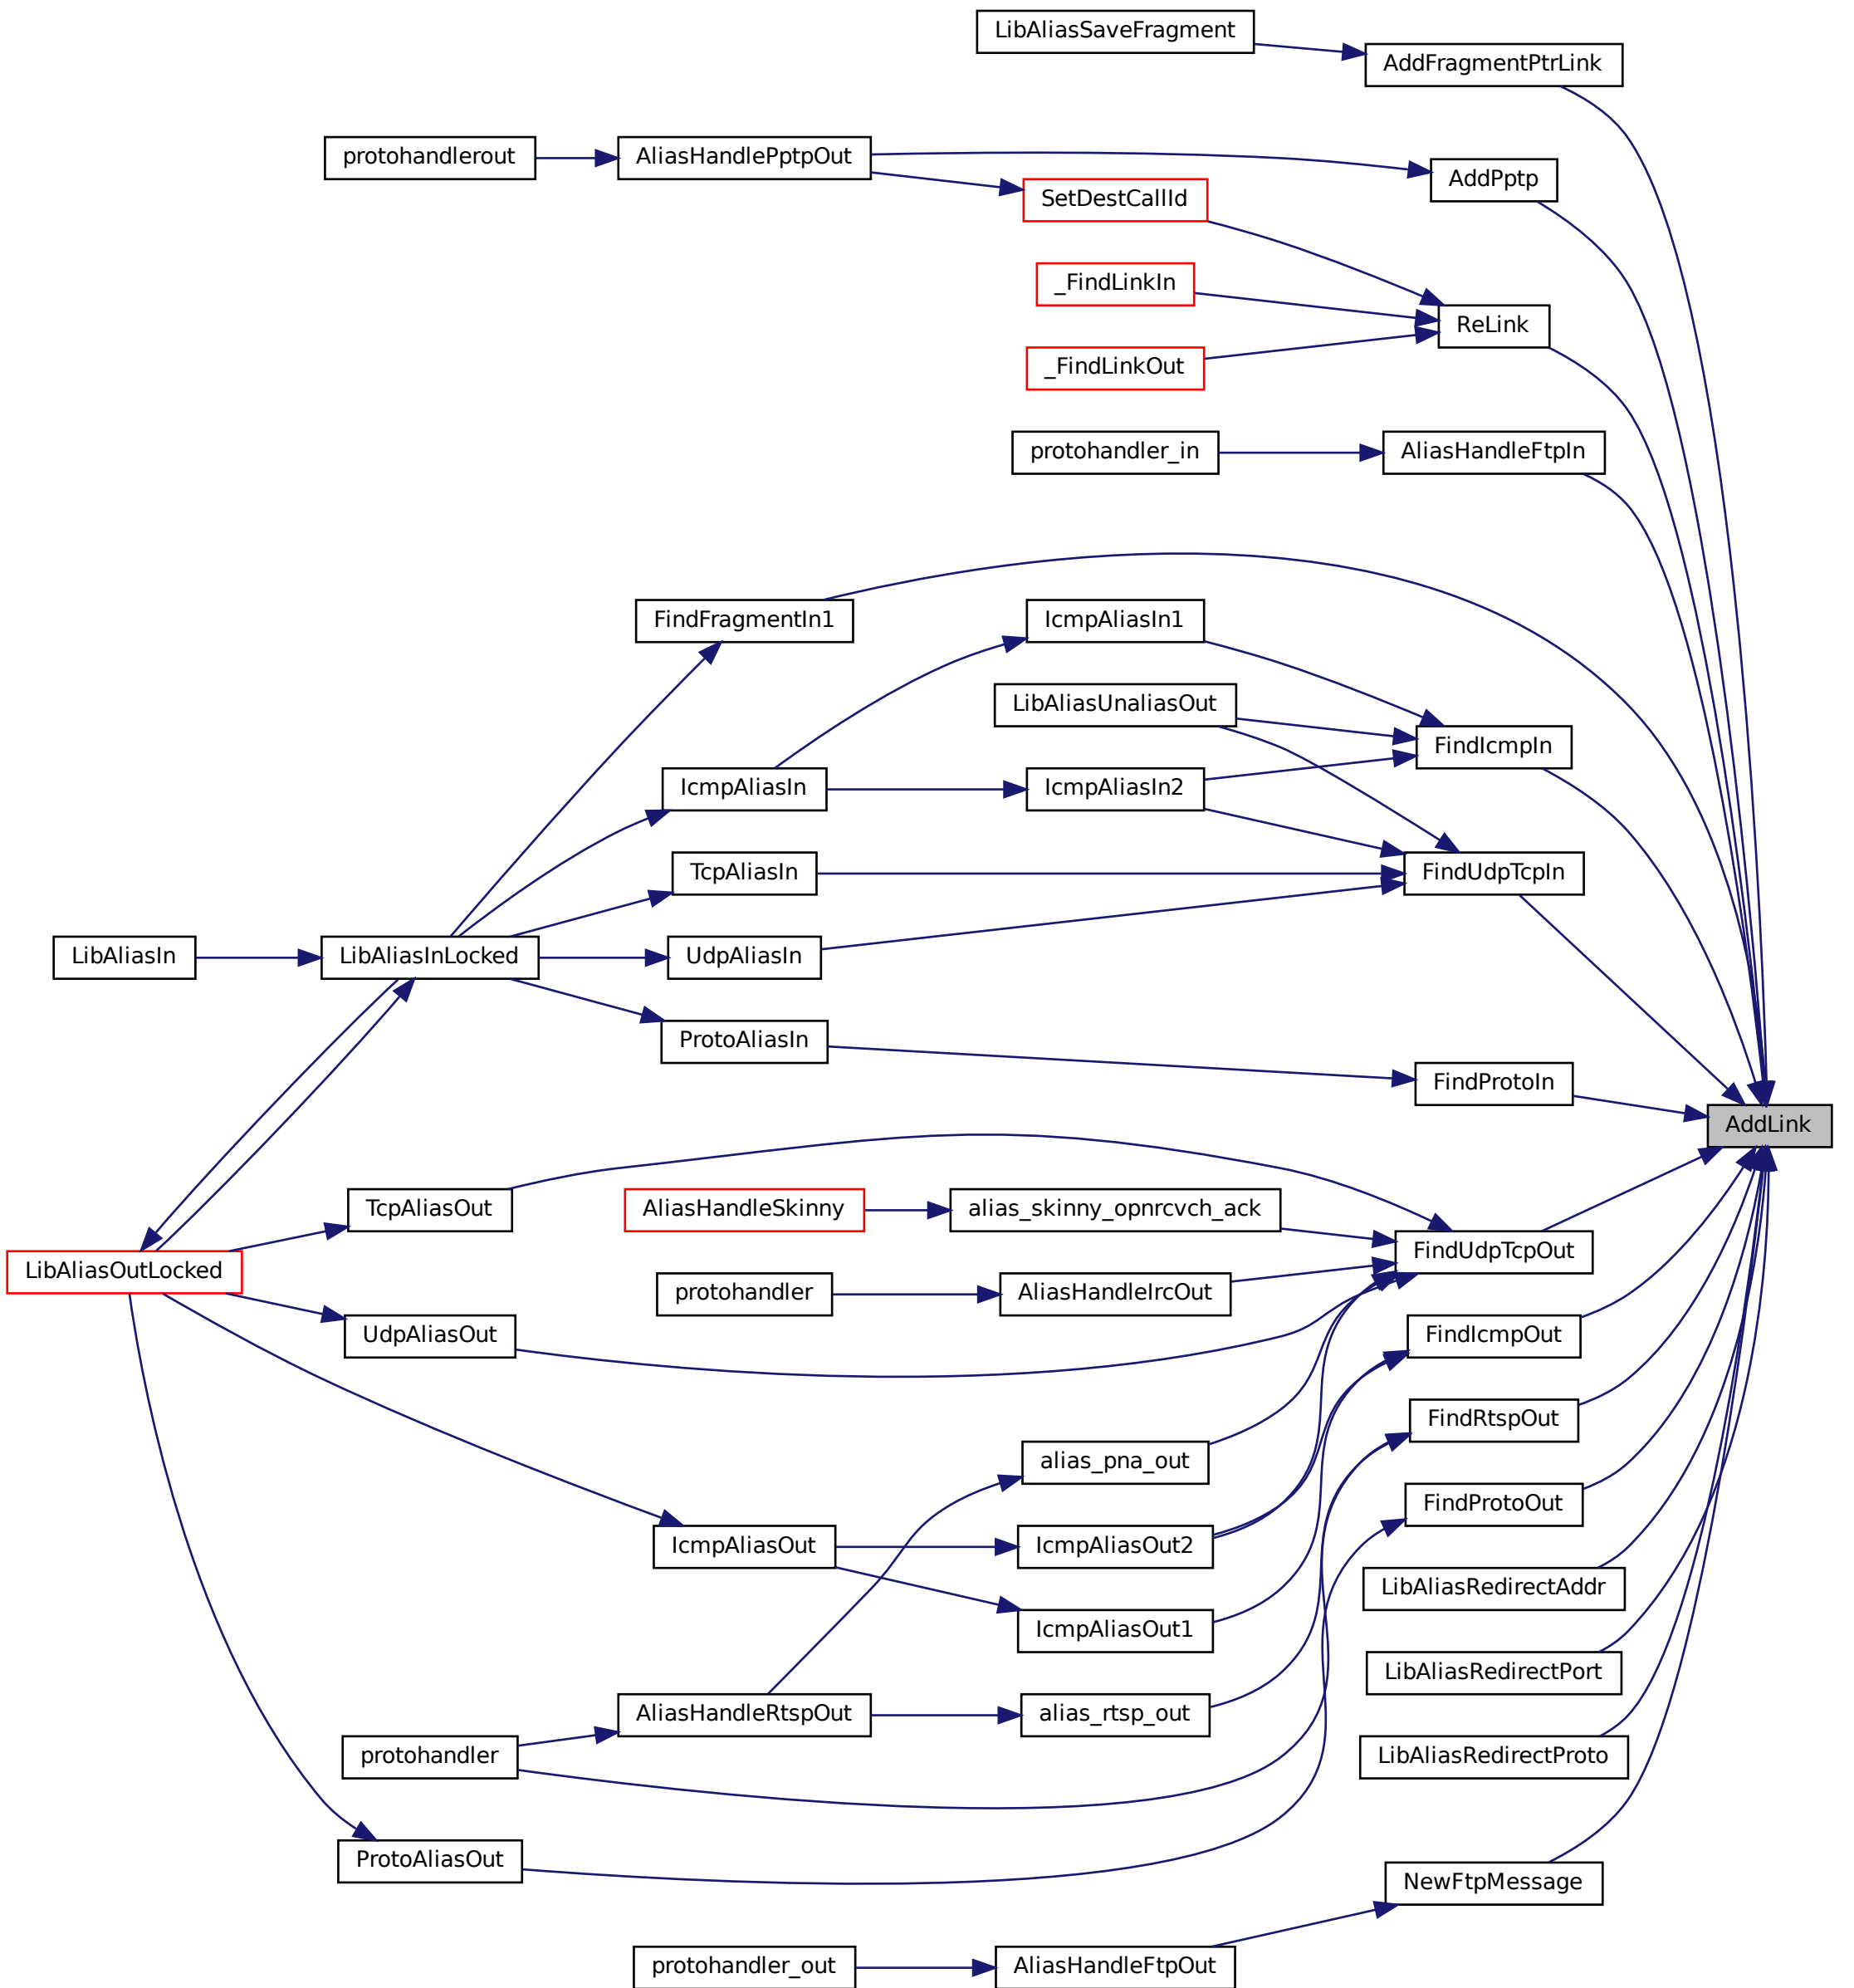 LibAliasSaveFragment
AddFragmentPtrLink
protohandlerout
AliasHandlePptpOut
AddPptp
SetDestCallId
_FindLinkIn
ReLink
_FindLinkOut
protohandler_in
AliasHandleFtpIn
FindFragmentIn1
IcmpAliasIn1
LibAliasUnaliasOut
FindIcmpIn
IcmpAliasIn
IcmpAliasIn2
TcpAliasIn
FindUdpTcpIn
LibAliasIn
LibAliasInLocked
UdpAliasIn
ProtoAliasIn
FindProtoIn
AddLink
TcpAliasOut
AliasHandleSkinny
alias_skinny_opnrcvch_ack
FindUdpTcpOut
LibAliasOutLocked
protohandler
AliasHandleIrcOut
UdpAliasOut
FindIcmpOut
FindRtspOut
alias_pna_out
FindProtoOut
IcmpAliasOut
IcmpAliasOut2
LibAliasRedirectAddr
IcmpAliasOut1
LibAliasRedirectPort
AliasHandleRtspOut
alias_rtsp_out
protohandler
LibAliasRedirectProto
ProtoAliasOut
NewFtpMessage
protohandler_out
AliasHandleFtpOut